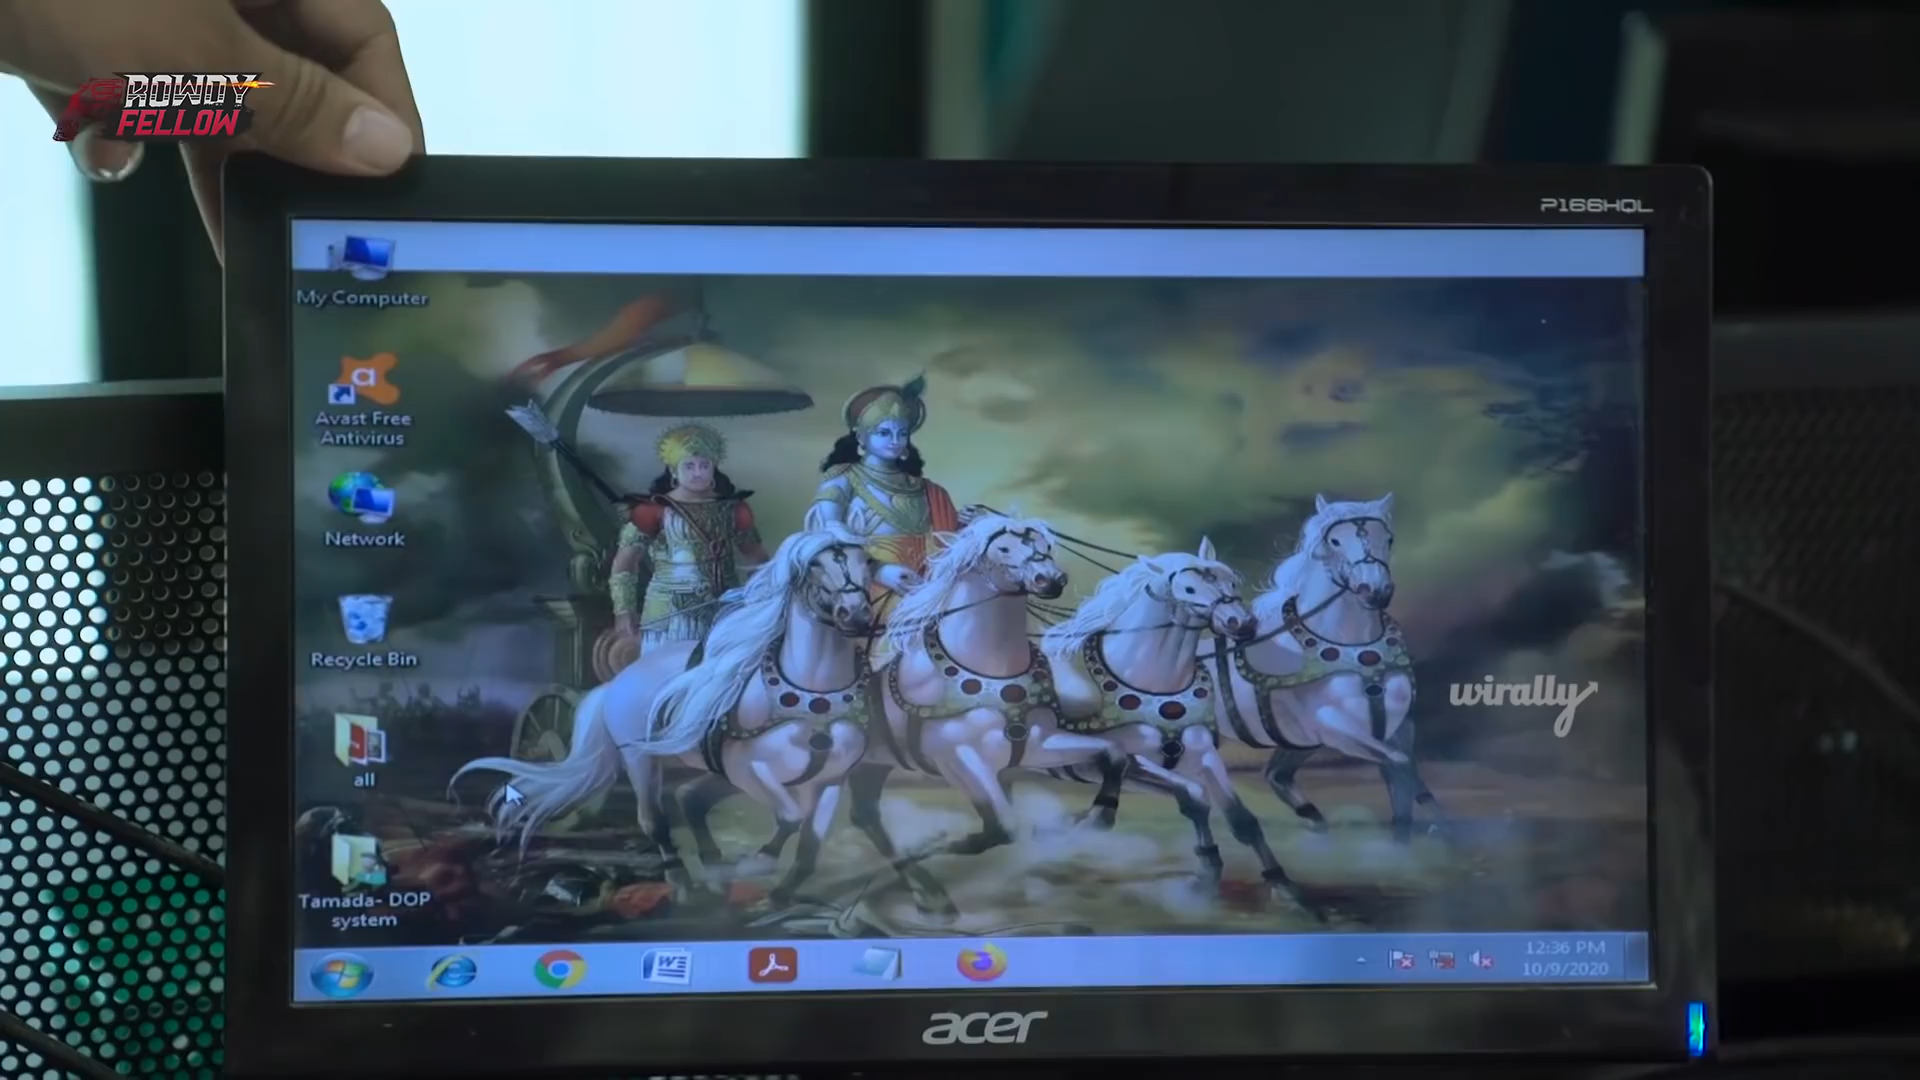 ROWDY
FELLOW
P166HQL
My Computer
a
Avast Free
Antivirus
Network
Recycle Bin
all
Tamada- DOP
system
wirally
W
12:36 PM
10/9/2020
acer